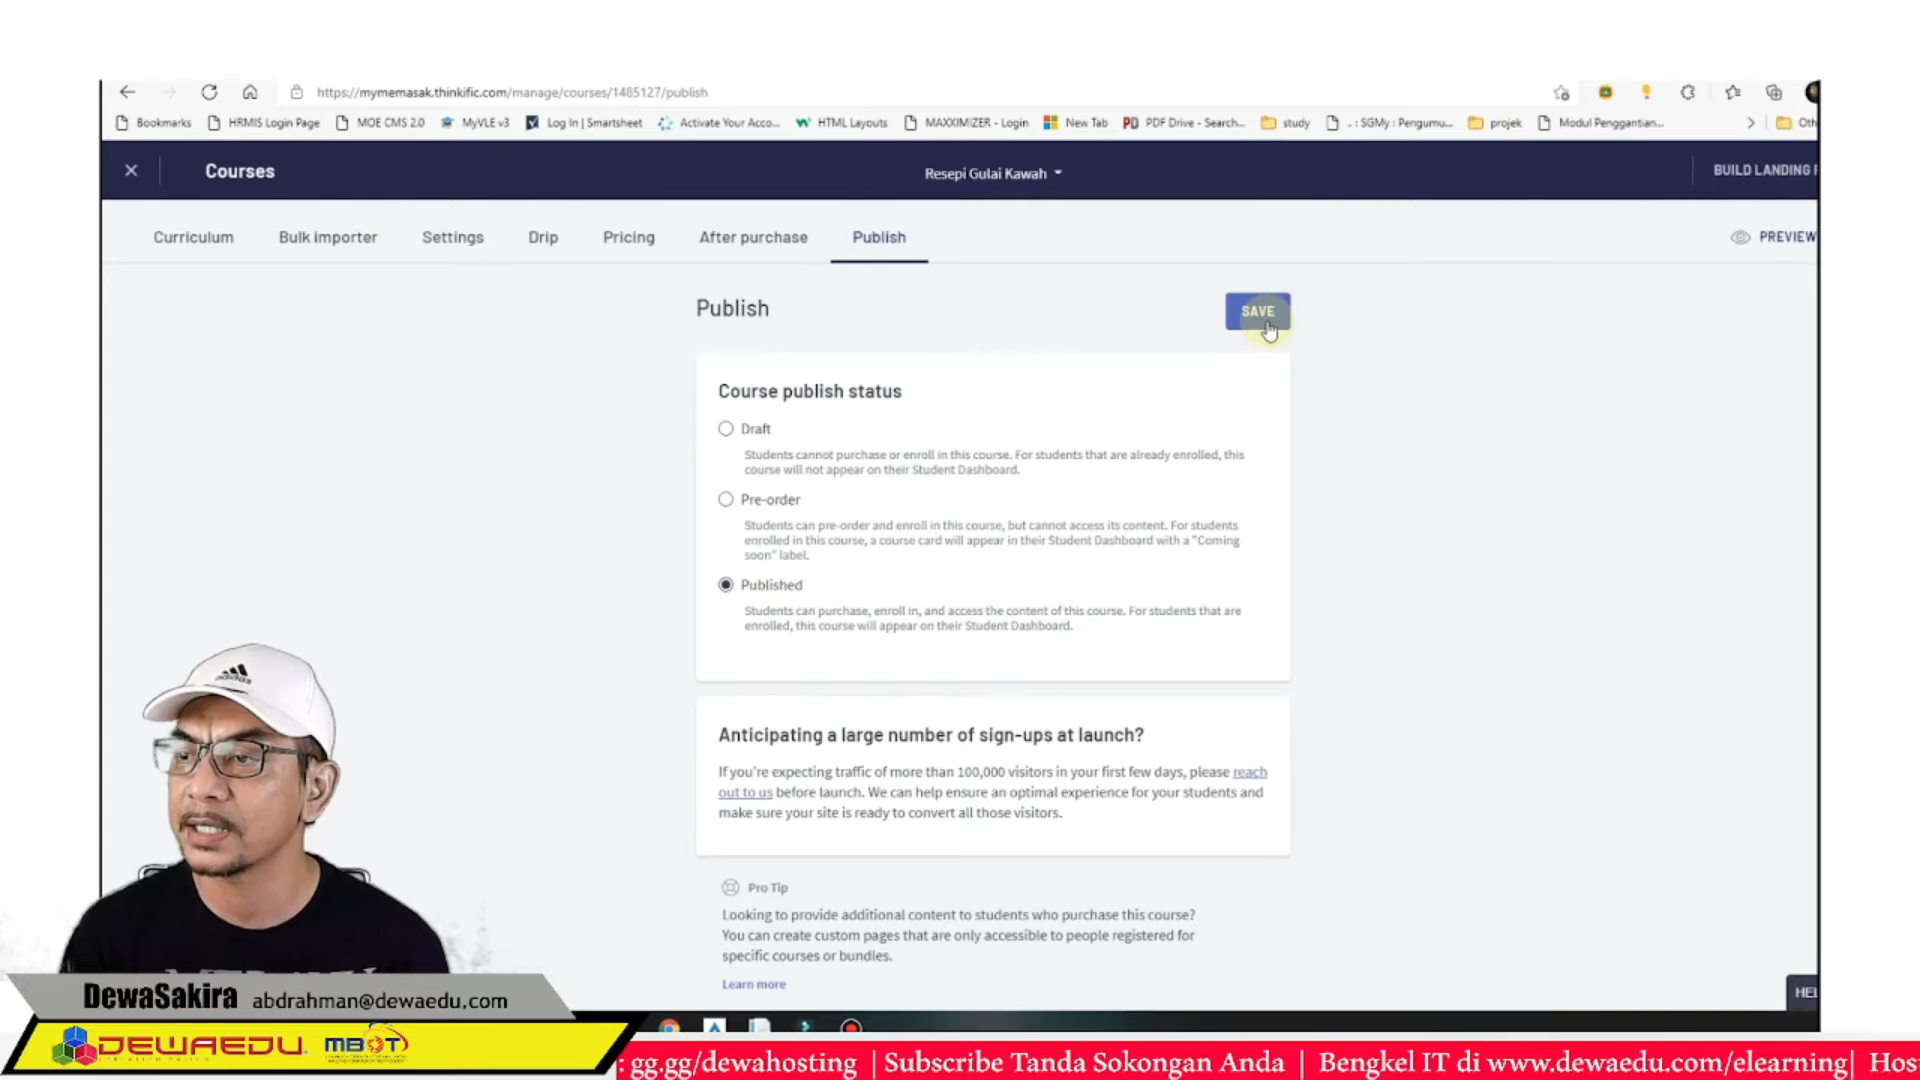 https://mymemasak.thinkific.com/manage/courses/1485127/publish
Bookmarks HRMIS Login Page MOE CMS 2.0 MyVLE v3 Log In | Smartsheet Activate Your Acco... HTML Layouts MAXXIMIZER - Login New Tab PDF Drive - Search... study ..: SGMy : Pengumu... projek Modul Penggantian... Oth
Courses
Resepi Gulai Kawah
BUILD LANDING P
Curriculum Bulk importer Settings Drip Pricing After purchase Publish
PREVIEW
Publish
SAVE
Course publish status
Draft
Students cannot purchase or enroll in this course. For students that are already enrolled, this
course will not appear on their Student Dashboard.
Pre-order
Students can pre-order and enroll in this course, but cannot access its content. For students
enrolled in this course, a course card will appear in their Student Dashboard with a "Coming
soon" label.
Published
Students can purchase, enroll in, and access the content of this course. For students that are
enrolled, this course will appear on their Student Dashboard.
Anticipating a large number of sign-ups at launch?
If you're expecting traffic of more than 100,000 visitors in your first few days, please reach
out to us before launch. We can help ensure an optimal experience for your students and
make sure your site is ready to convert all those visitors.
Pro Tip
Looking to provide additional content to students who purchase this course?
You can create custom pages that are only accessible to people registered for
specific courses or bundles.
Learn more
HEL
adidas
DewaSakira abdrahman@dewaedu.com
DEWAEDU MBOT
: gg.gg/dewahosting | Subscribe Tanda Sokongan Anda | Bengkel IT di www.dewaedu.com/elearning| Hos